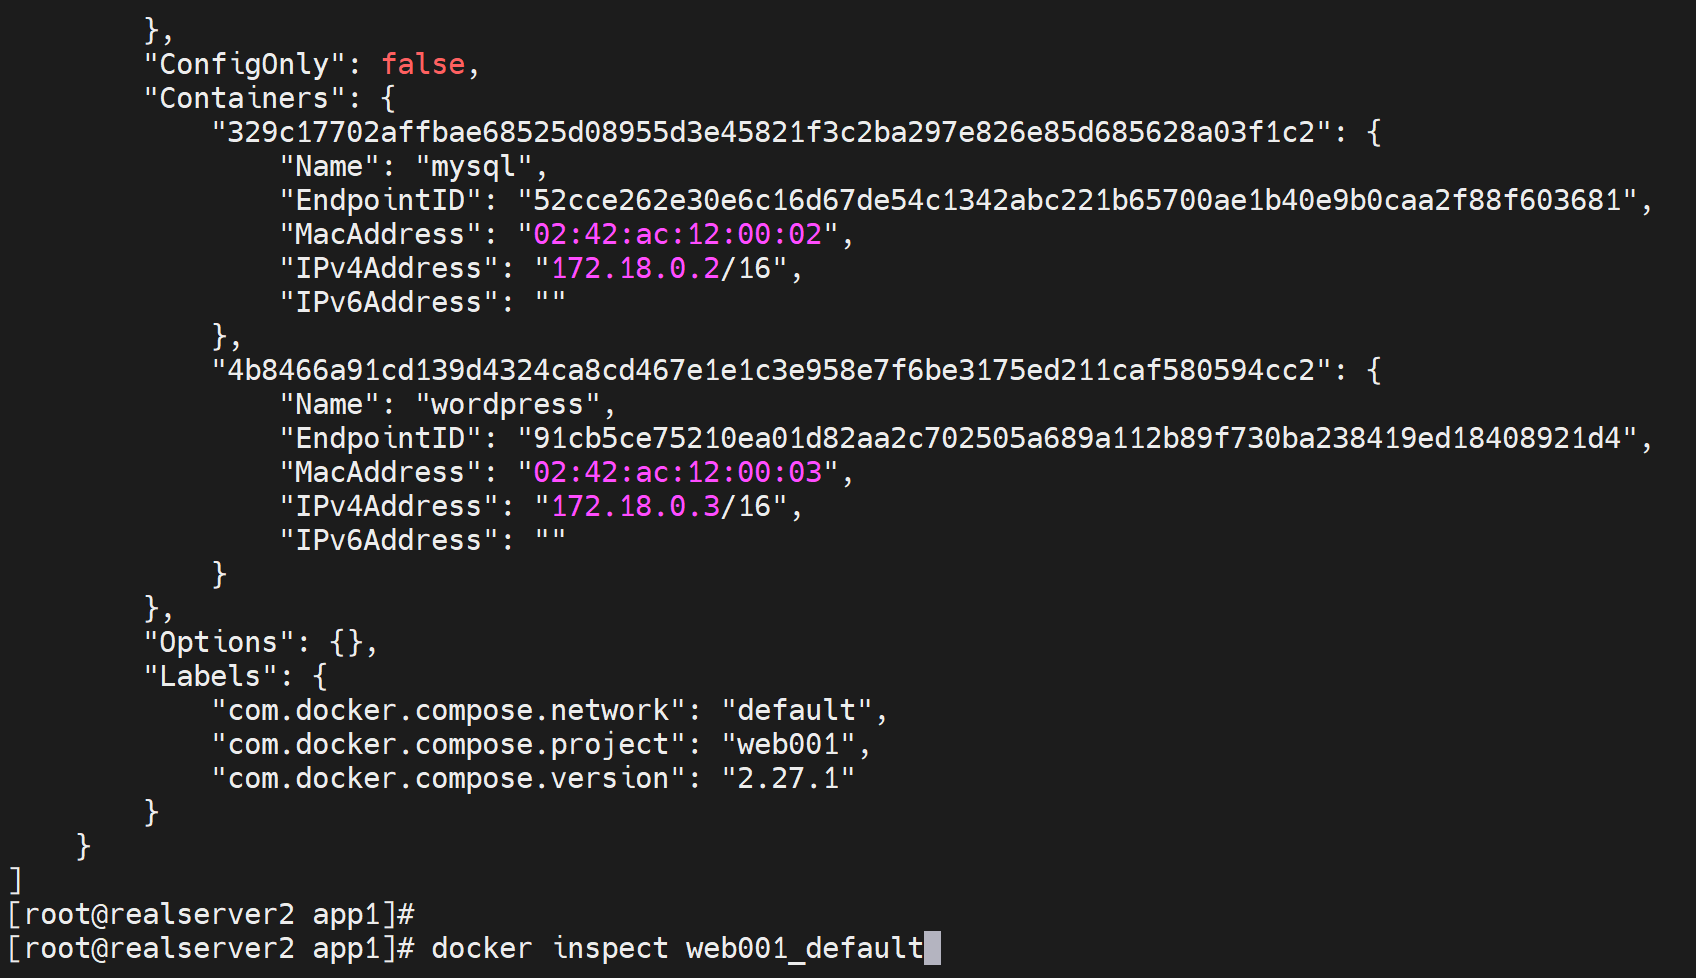 },
"ConfigOnly": false,
"Containers": {
"329c17702affbae68525d08955d3e45821f3c2ba297e826e85d685628a03f1c2": {
"Name": "mysql",
"EndpointID": "52cce262e30e6c16d67de54c1342abc221b65700ae1b40e9b0caa2f88f603681",
"MacAddress": "02:42:ac:12:00:02",
"IPv4Address": "172.18.0.2/16",
"IPv6Address": ""
},
"4b8466a91cd139d4324ca8cd467e1e1c3e958e7f6be3175ed211caf580594cc2": {
"Name": "wordpress",
"EndpointID": "91cb5ce75210ea01d82aa2c702505a689a112b89f730ba238419ed18408921d4",
"MacAddress": "02:42:ac:12:00:03",
"IPv4Address": "172.18.0.3/16",
"IPv6Address": ""
}
},
"Options": {},
"Labels": {
"com.docker.compose.network": "default",
"com.docker.compose.project": "web001",
"com.docker.compose.version": "2.27.1"
}
}
]
[root@realserver2 app1]#
[root@realserver2 app1]# docker inspect web001_default